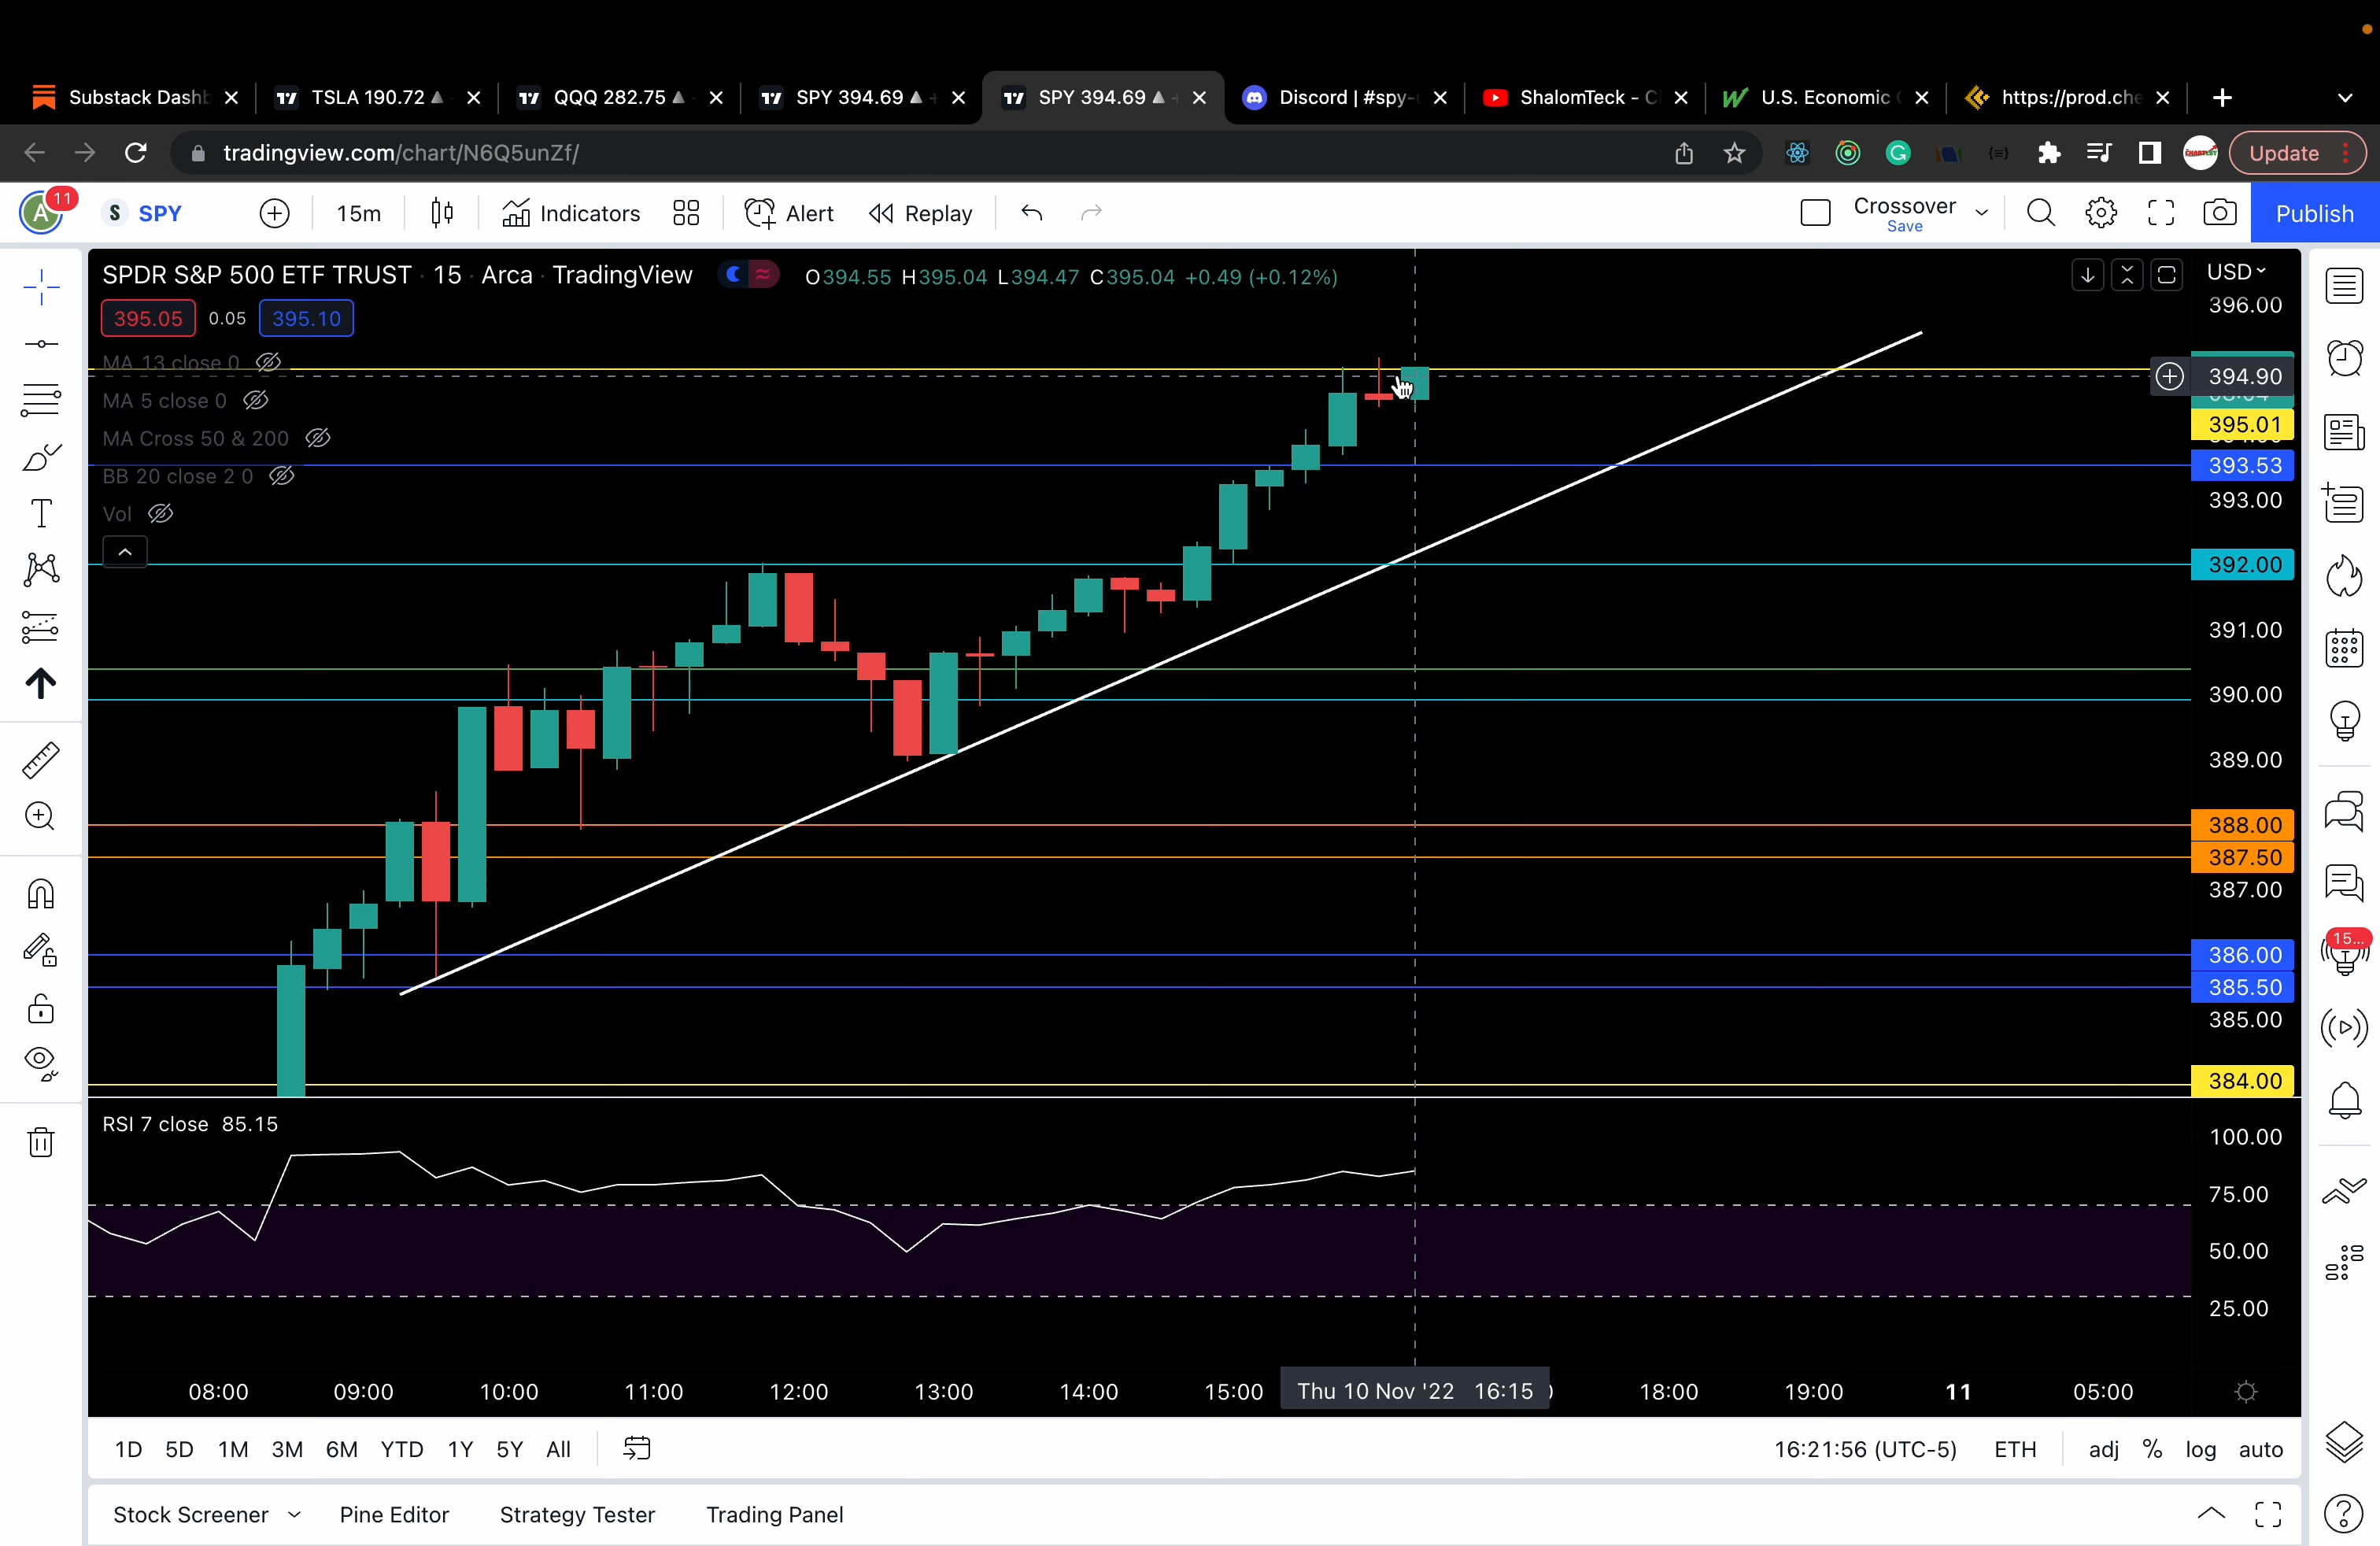 Substack Dashb
TSLA 190.72
QQQ 282.75
SPY 394.69
SPY 394.69
Discord | #spy-
ShalomTeck - C
U.S. Economic
https://prod.che
tradingview.com/chart/N6Q5unZf/
Update
A
11
S
SPY
15m
Indicators
Alert
Replay
Crossover
Save
Publish
SPDR S&P 500 ETF TRUST · 15 · Arca · TradingView
O394.55 H395.04 L394.47 C395.04 +0.49 (+0.12%)
USD
395.05
0.05
395.10
396.00
MA 13 close 0
394.90
MA 5 close 0
395.01
MA Cross 50 & 200
BB 20 close 2 0
393.53
393.00
Vol
392.00
391.00
390.00
389.00
388.00
387.50
387.00
15...
386.00
385.50
385.00
384.00
RSI 7 close 85.15
100.00
75.00
50.00
25.00
08:00
09:00
10:00
11:00
12:00
13:00
14:00
15:00
Thu 10 Nov '22 16:15
18:00
19:00
11
05:00
1D
5D
1M
3M
6M
YTD
1Y
5Y
All
16:21:56 (UTC-5)
ETH
adj
%
log
auto
Stock Screener
Pine Editor
Strategy Tester
Trading Panel